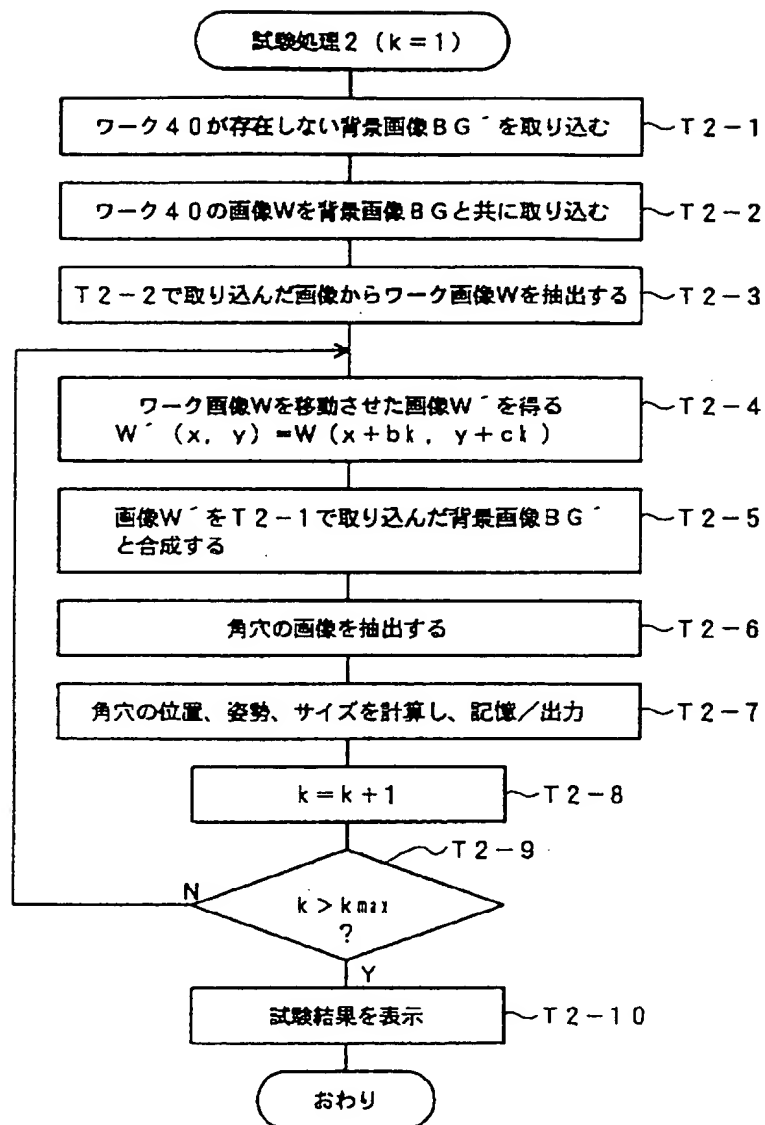 試験処理2 (k=1)
ワーク40が存在しない背景画像BG´を取り込む
T2-1
ワーク40の画像Wを背景画像BGと共に取り込む
T2-2
T2-2で取り込んだ画像からワーク画像Wを抽出する
T2-3
ワーク画像Wを移動させた画像W´を得る
W´(x, y)=W(x+bk, y+ck)
T2-4
画像W´をT2-1で取り込んだ背景画像BG´
と合成する
T2-5
角穴の画像を抽出する
T2-6
角穴の位置、姿勢、サイズを計算し、記憶/出力
T2-7
k=k+1
T2-8
T2-9
N
k>kmax
?
Y
試験結果を表示
T2-10
おわり